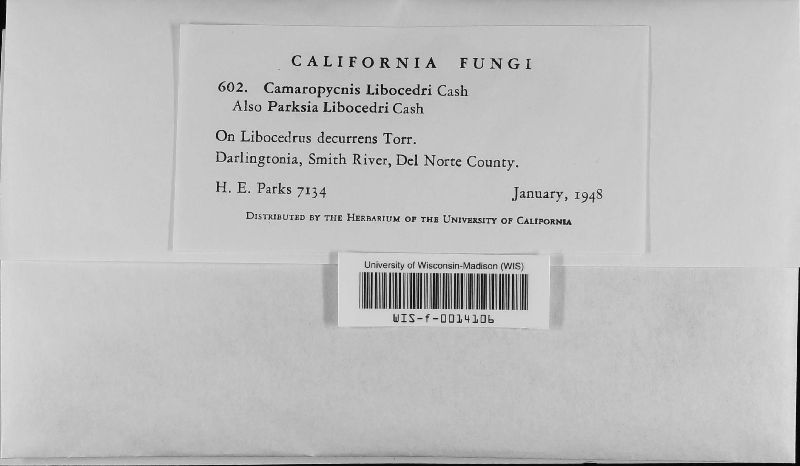 CALIFORNIA FUNGI
602. Camaropycnis Libocedri Cash
Also Parksia Libocedri Cash
On Libocedrus decurrens Torr.
Darlingtonia, Smith River, Del Norte County.
H. E. Parks 7134 January, 1948
DISTRIBUTED BY THE HERBARIUM OF THE UNIVERSITY OF CALIFORNIA
University of Wisconsin-Madison (WIS)
WIS-f-0014106